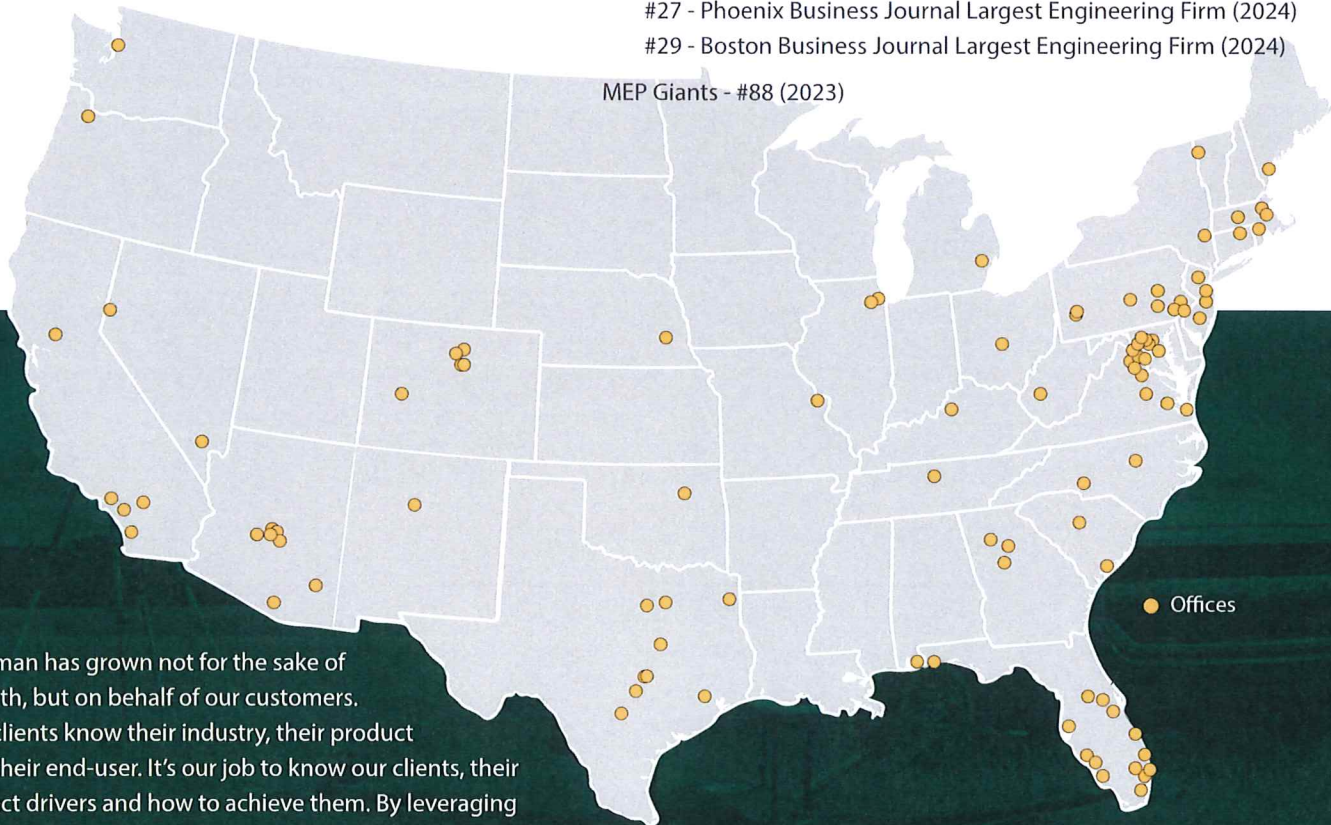 #27 - Phoenix Business Journal Largest Engineering Firm (2024)
#29 - Boston Business Journal Largest Engineering Firm (2024)
MEP Giants - #88 (2023)
Offices
man has grown not for the sake of
th, but on behalf of our customers.
clients know their industry, their product
heir end-user. It's our job to know our clients, their
ct drivers and how to achieve them. By leveraging